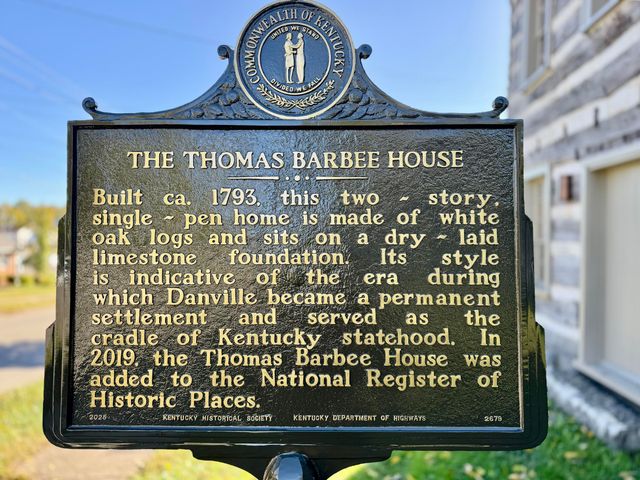 COMMONWEALTH OF KENTUCKY
UNITED WE STAND
DIVIDED WE FALL
THE THOMAS BARBEE HOUSE
Built ca. 1793, this two - story,
single - pen home is made of white
oak logs and sits on a dry - laid
limestone foundation. Its style
is indicative of the era during
which Danville became a permanent
settlement and served as the
cradle of Kentucky statehood. In
2019, the Thomas Barbee House was
added to the National Register of
Historic Places.
2025 KENTUCKY HISTORICAL SOCIETY KENTUCKY DEPARTMENT OF HIGHWAYS 2679